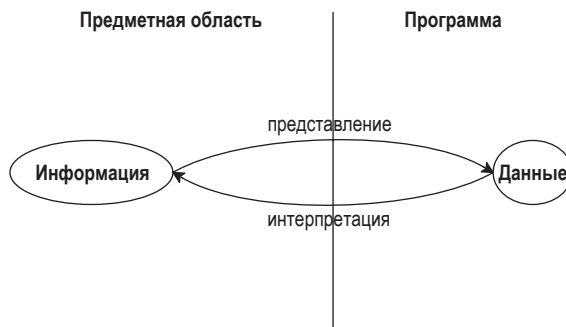 Предметная область
Программа
представление
Информация
Данные
интерпретация